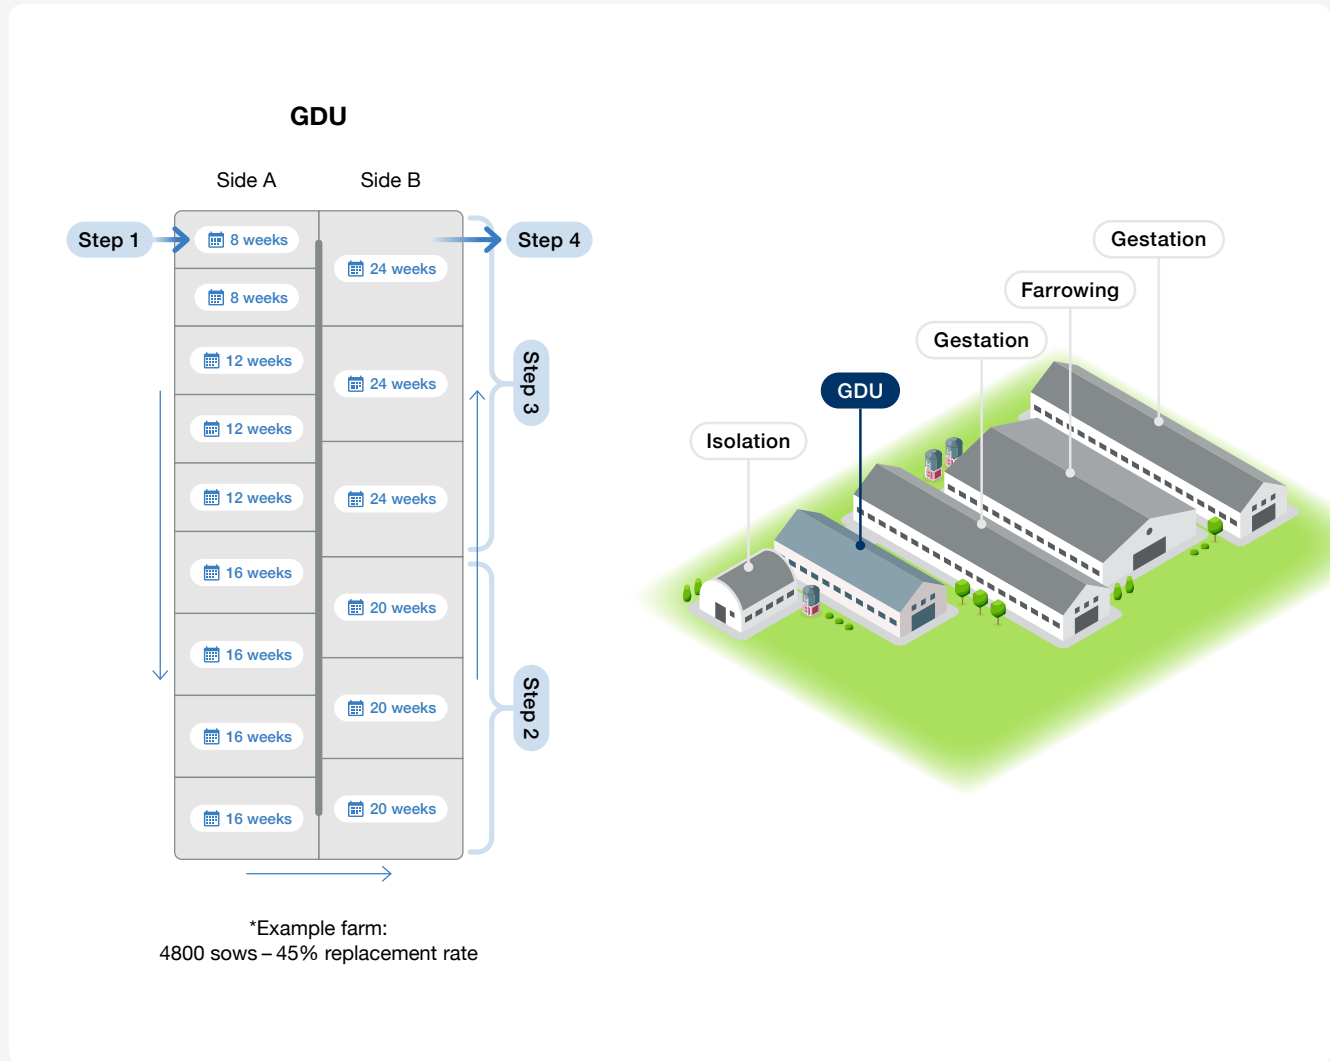 GDU
Side A
Side B
Step 1
8 weeks
8 weeks
12 weeks
12 weeks
12 weeks
16 weeks
16 weeks
16 weeks
16 weeks
24 weeks
24 weeks
24 weeks
20 weeks
20 weeks
20 weeks
Step 4
Step 3
Step 2
*Example farm:
4800 sows – 45% replacement rate
Isolation
GDU
Gestation
Farrowing
Gestation